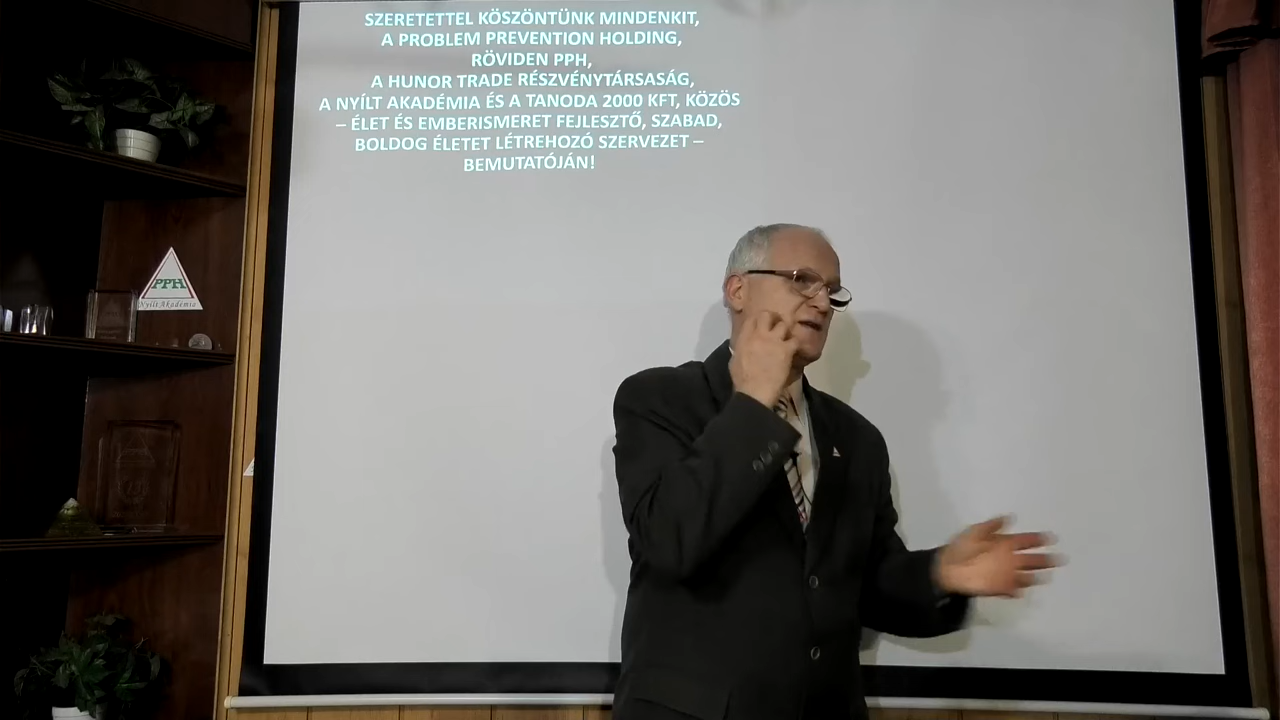 SZERETETTEL KÖSZÖNTÜNK MINDENKIT,
A PROBLEM PREVENTION HOLDING,
RÖVIDEN PPH,
A HUNOR TRADE RÉSZVÉNYTÁRSASÁG,
A NYÍLT AKADÉMIA ÉS A TANODA 2000 KFT, KÖZÖS
– ÉLET ÉS EMBERISMERET FEJLESZTŐ, SZABAD,
BOLDOG ÉLETET LÉTREHOZÓ SZERVEZET –
BEMUTATÓJÁN!
PPH
Nyílt Akadémia